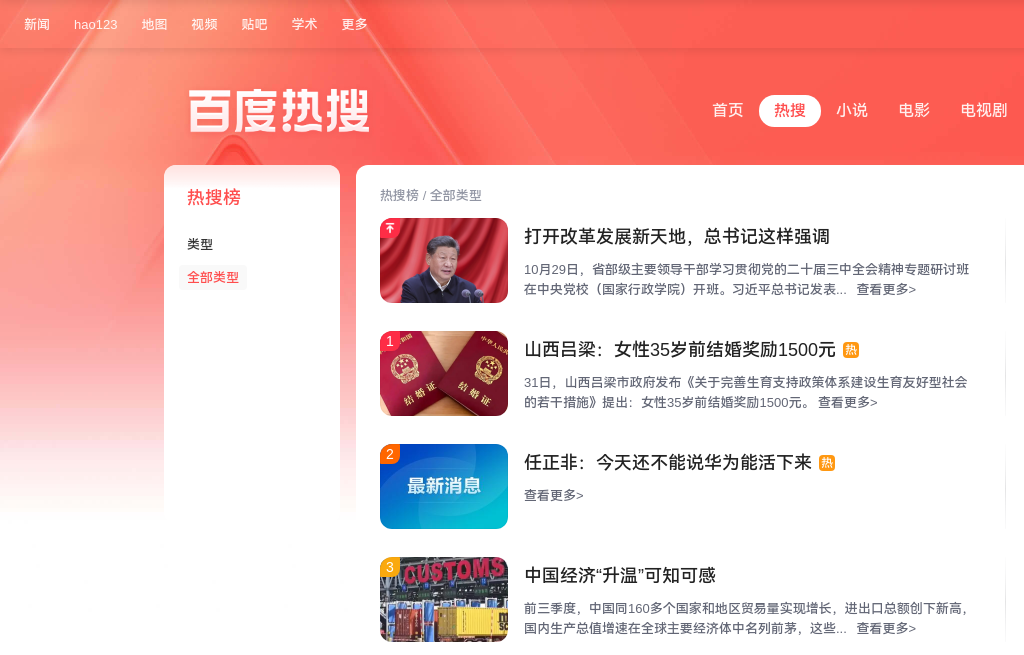 新闻 hao123 地图 视频 贴吧 学术 更多
百度热搜
首页 热搜 小说 电影 电视剧
热搜榜
类型
全部类型
热搜榜 / 全部类型
打开改革发展新天地，总书记这样强调
10月29日，省部级主要领导干部学习贯彻党的二十届三中全会精神专题研讨班
在中央党校（国家行政学院）开班。习近平总书记发表... 查看更多>
1
结婚证
结婚证
山西吕梁：女性35岁前结婚奖励1500元 热
31日，山西吕梁市政府发布《关于完善生育支持政策体系建设生育友好型社会
的若干措施》提出：女性35岁前结婚奖励1500元。 查看更多>
2
最新消息
任正非：今天还不能说华为能活下来 热
查看更多>
3
CUSTOMS
中国经济“升温”可知可感
前三季度，中国同160多个国家和地区贸易量实现增长，进出口总额创下新高，
国内生产总值增速在全球主要经济体中名列前茅，这些... 查看更多>